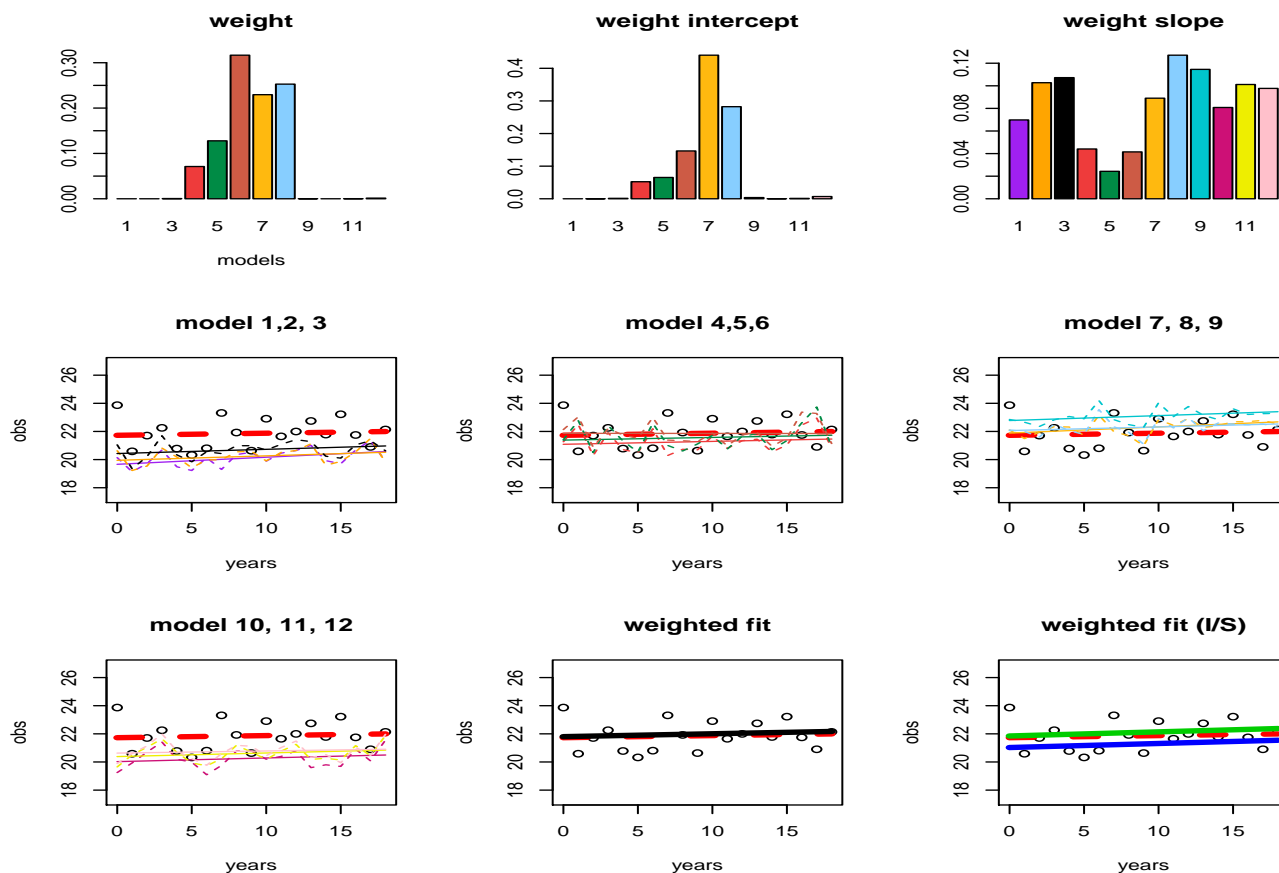 weight
0.00 0.10 0.20 0.30
1 3 5 7 9 11
models
weight intercept
0.0 0.1 0.2 0.3 0.4
1 3 5 7 9 11
weight slope
0.00 0.04 0.08 0.12
1 3 5 7 9 11
model 1,2, 3
obs
18 20 22 24 26
0 5 10 15
years
model 4,5,6
obs
18 20 22 24 26
0 5 10 15
years
model 7, 8, 9
obs
18 20 22 24 26
0 5 10 15
years
model 10, 11, 12
obs
18 20 22 24 26
0 5 10 15
years
weighted fit
obs
18 20 22 24 26
0 5 10 15
years
weighted fit (I/S)
obs
18 20 22 24 26
0 5 10 15
years